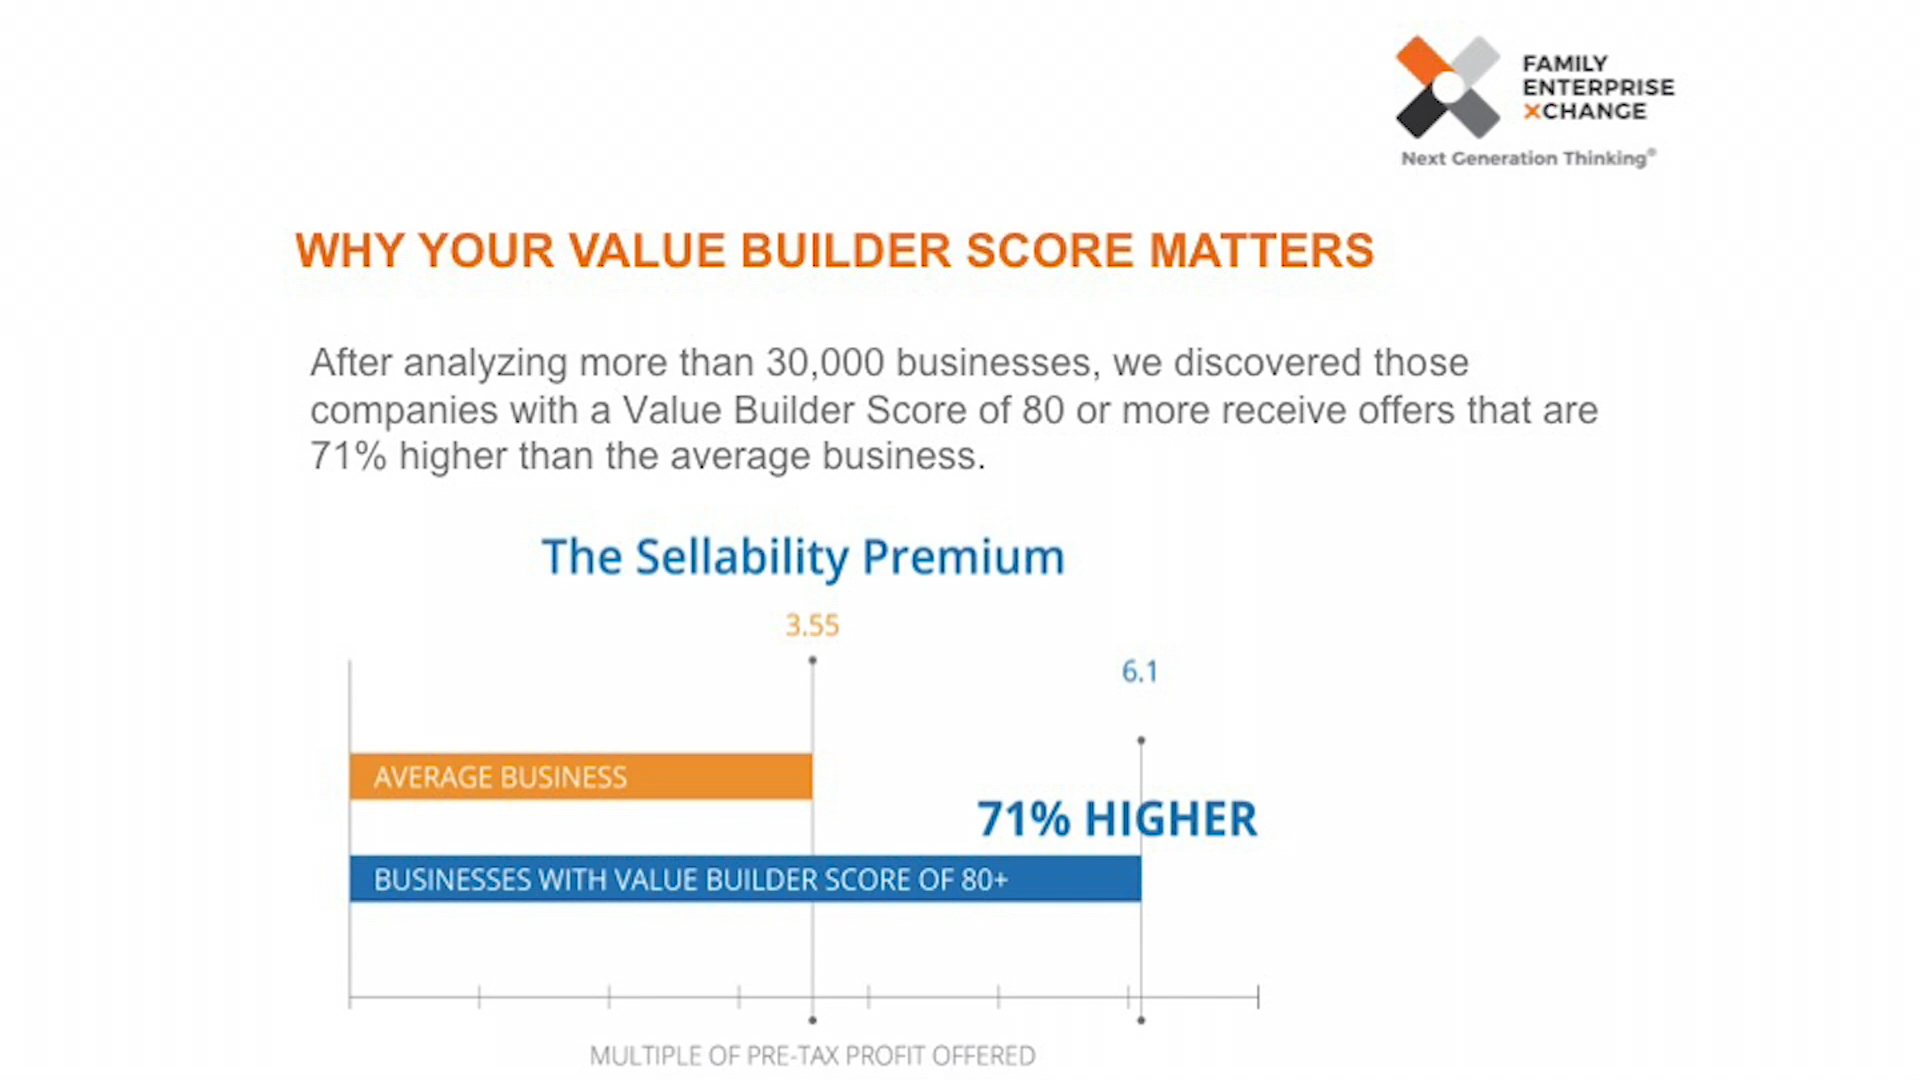 FAMILY
ENTERPRISE
XCHANGE
Next Generation Thinking®
WHY YOUR VALUE BUILDER SCORE MATTERS
After analyzing more than 30,000 businesses, we discovered those
companies with a Value Builder Score of 80 or more receive offers that are
71% higher than the average business.
The Sellability Premium
3.55
6.1
AVERAGE BUSINESS
71% HIGHER
BUSINESSES WITH VALUE BUILDER SCORE OF 80+
MULTIPLE OF PRE-TAX PROFIT OFFERED